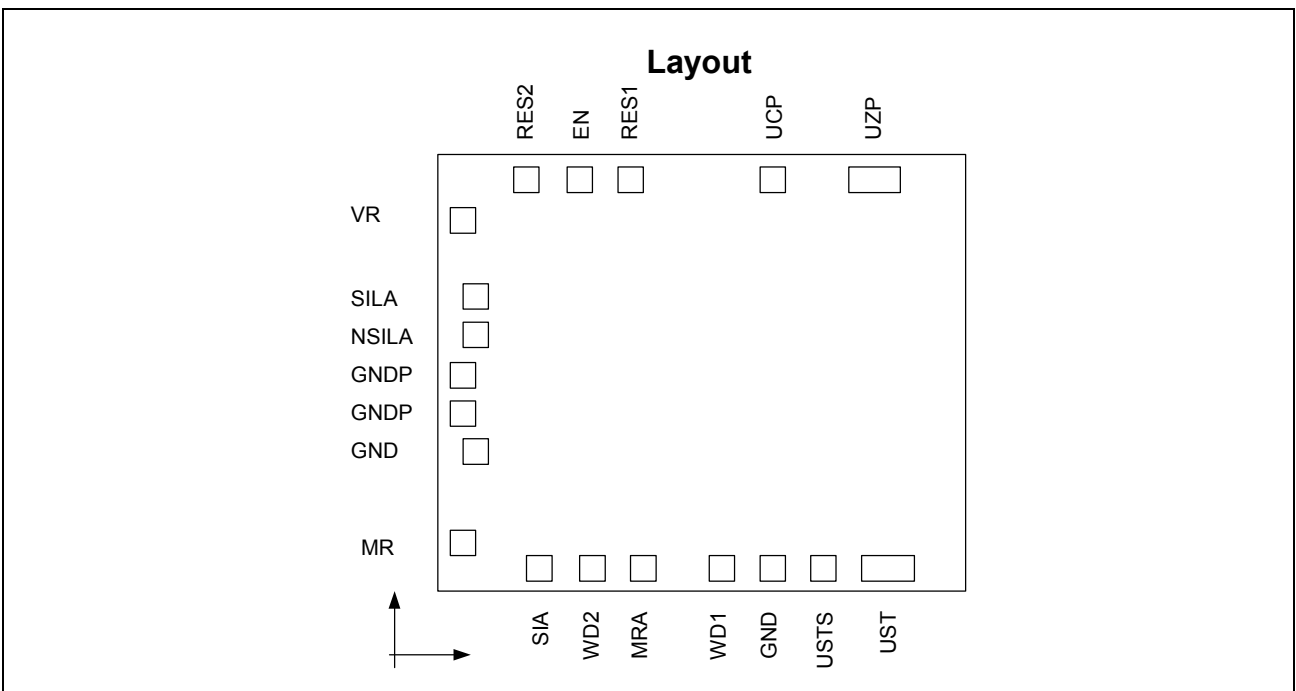 Layout
RES2
EN
RES1
UCP
UZP
VR
SILA
NSILA
GNDP
GNDP
GND
MR
SIA
WD2
MRA
WD1
GND
USTS
UST